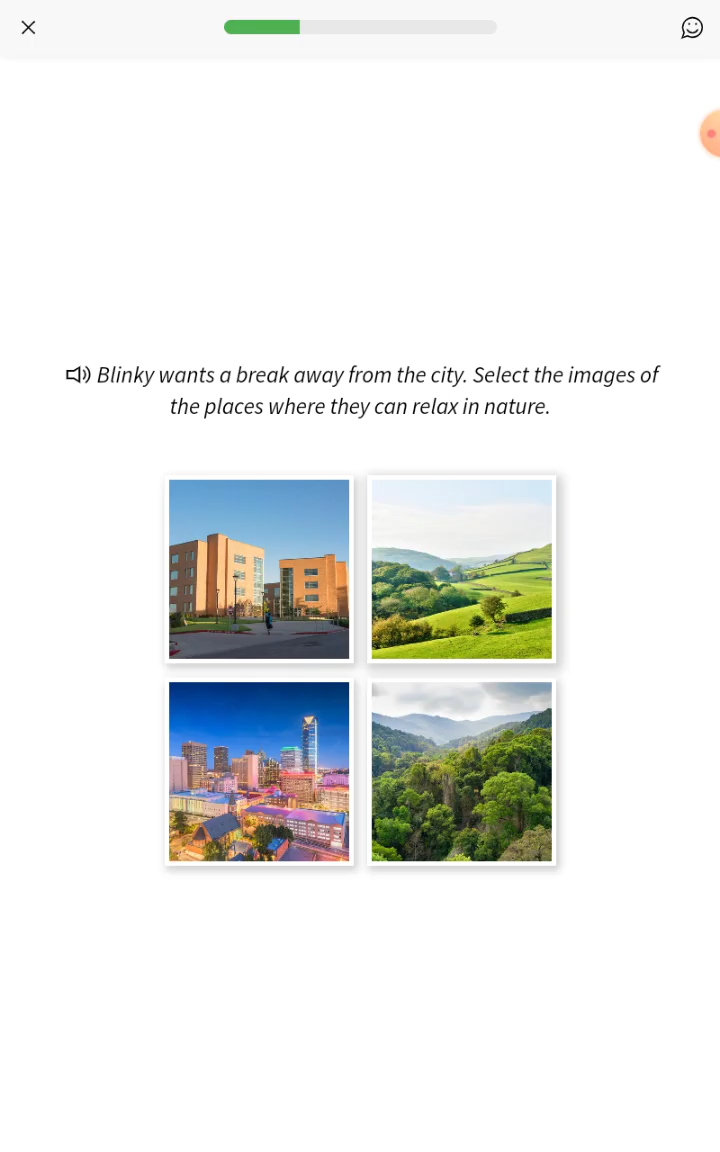 Blinky wants a break away from the city. Select the images of
the places where they can relax in nature.